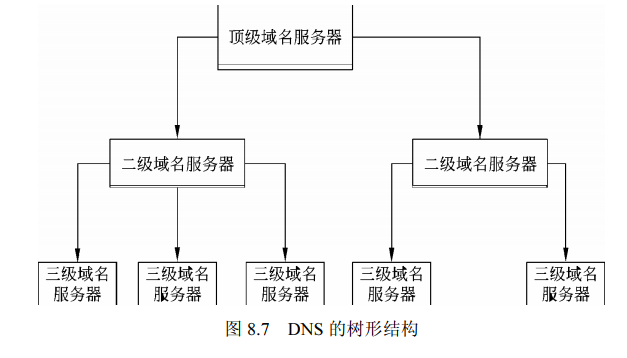 顶级域名服务器
二级域名服务器 二级域名服务器
三级域名 三级域名 三级域名 三级域名 三级域名
服务器 服务器 服务器 服务器 服务器
图 8.7 DNS 的树形结构